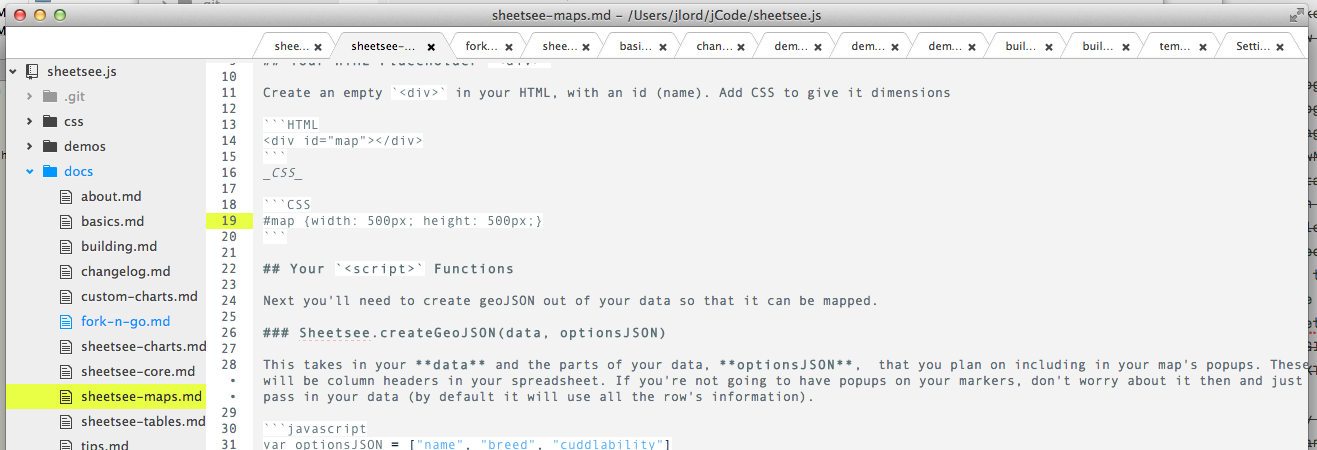 .git
sheetsee-maps.md – /Users/jlord/jCode/sheetsee.js
shee...
sheetsee-...
fork...
shee...
basi...
chan...
dem...
dem...
dem...
buil...
buil...
tem...
Setti...
sheetsee.js
.git
css
demos
docs
about.md
basics.md
building.md
changelog.md
custom-charts.md
fork-n-go.md
sheetsee-charts.md
sheetsee-core.md
sheetsee-maps.md
sheetsee-tables.md
tips.md
9 ## Your HTML Placeholder `<div>`
10
11 Create an empty `<div>` in your HTML, with an id (name). Add CSS to give it dimensions
12
13 ```HTML
14 <div id="map"></div>
15 ```
16 _CSS_
17
18 ```CSS
19 #map {width: 500px; height: 500px;}
20 ```
21
22 ## Your `<script>` Functions
23
24 Next you'll need to create geoJSON out of your data so that it can be mapped.
25
26 ### Sheetsee.createGeoJSON(data, optionsJSON)
27
28 This takes in your **data** and the parts of your data, **optionsJSON**,  that you plan on including in your map's popups. These
• will be column headers in your spreadsheet. If you're not going to have popups on your markers, don't worry about it then and just
• pass in your data (by default it will use all the row's information).
29
30 ```javascript
31 var optionsJSON = ["name", "breed", "cuddlability"]